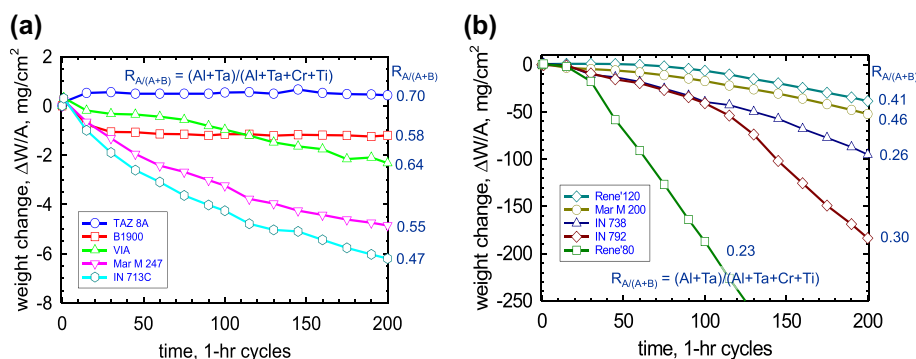 (a)
R_A/(A+B) = (Al+Ta)/(Al+Ta+Cr+Ti)
R_A/(A+B)
weight change, ΔW/A, mg/cm²
2
0
-2
-4
-6
-8
0.70
0.58
0.64
0.55
0.47
TAZ 8A
B1900
VIA
Mar M 247
IN 713C
0
50
100
150
200
time, 1-hr cycles
(b)
weight change, ΔW/A, mg/cm²
0
-50
-100
-150
-200
-250
R_A/(A+B)
0.41
0.46
0.26
0.30
0.23
Rene'120
Mar M 200
IN 738
IN 792
Rene'80
R_A/(A+B) = (Al+Ta)/(Al+Ta+Cr+Ti)
0
50
100
150
200
time, 1-hr cycles